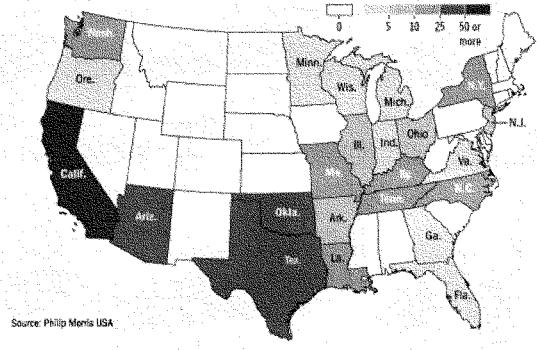 0 5 10 25 50 or
more
Wash.
Minn.
Ore.
Wis.
N.Y.
Mich.
N.J.
Ill.
Ind.
Ohio
Calif.
Mo.
Ky.
Va.
Ariz.
Okla.
Ark.
Tenn.
N.C.
Tex.
La.
Ga.
Fla.
Source: Philip Morris USA